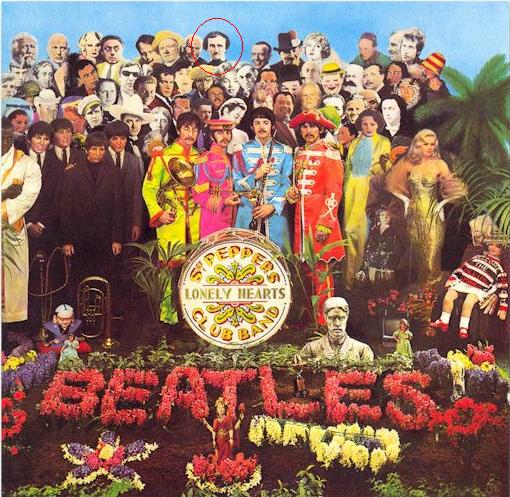 SGT PEPPERS
LONELY HEARTS
CLUB BAND
BEATLES